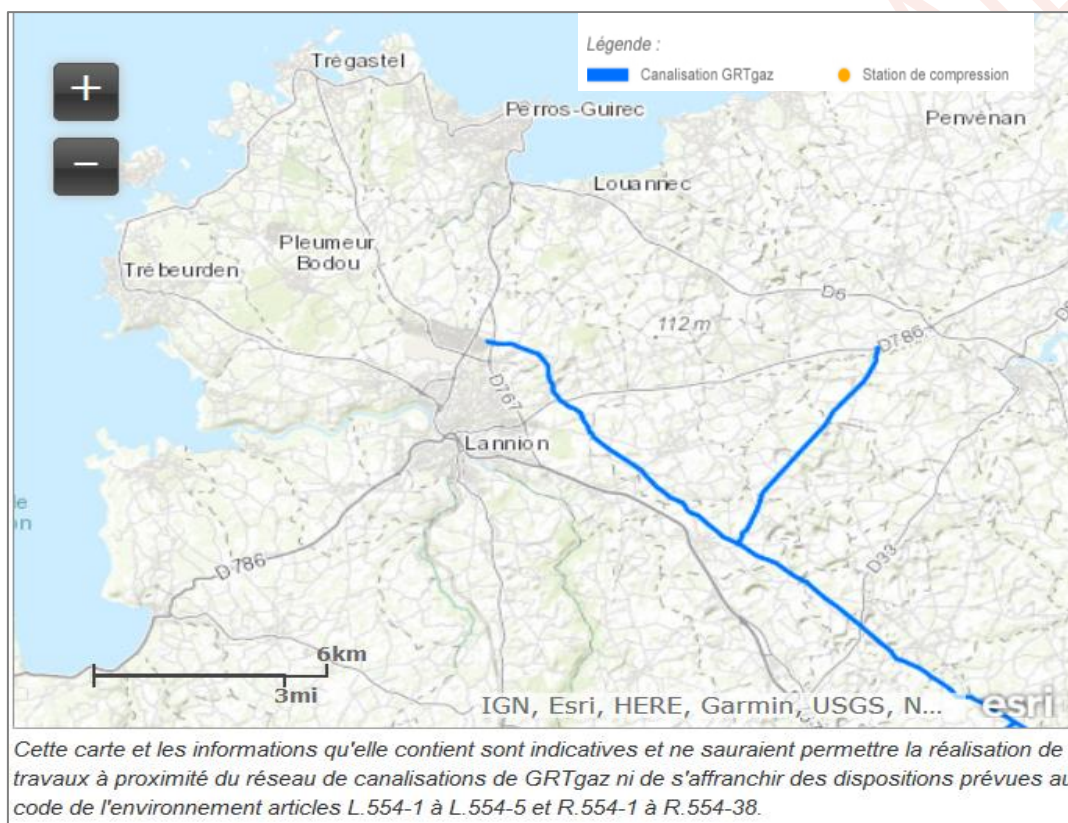 Légende :
Canalisation GRTgaz
Station de compression
+
−
Trégastel
Perros-Guirec
Penvénan
Louannec
Pleumeur
Bodou
Trébeurden
D6
112 m
D786
D767
Lannion
D33
D 786
6km
3mi
IGN, Esri, HERE, Garmin, USGS, N...
esri
Cette carte et les informations qu'elle contient sont indicatives et ne sauraient permettre la réalisation de
travaux à proximité du réseau de canalisations de GRTgaz ni de s'affranchir des dispositions prévues au
code de l'environnement articles L.554-1 à L.554-5 et R.554-1 à R.554-38.